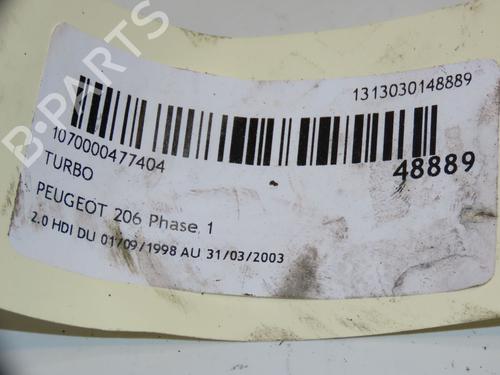 1313030148889
1070000477404
48889
TURBO
PEUGEOT 206 Phase 1
2.0 HDI DU 01/09/1998 AU 31/03/2003
B-PARTS